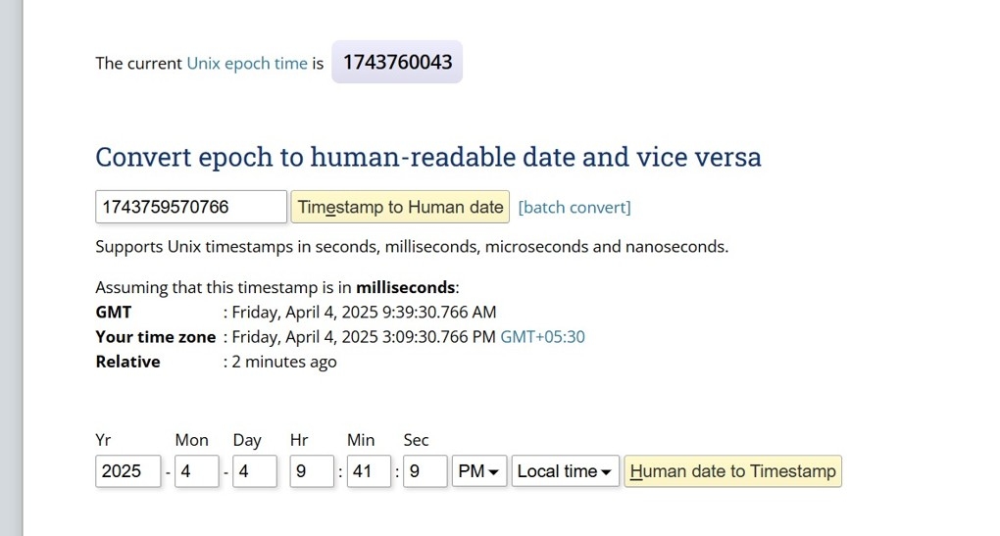 The current Unix epoch time is 1743760043
Convert epoch to human-readable date and vice versa
1743759570766 Timestamp to Human date [batch convert]
Supports Unix timestamps in seconds, milliseconds, microseconds and nanoseconds.
Assuming that this timestamp is in milliseconds:
GMT : Friday, April 4, 2025 9:39:30.766 AM
Your time zone : Friday, April 4, 2025 3:09:30.766 PM GMT+05:30
Relative : 2 minutes ago
Yr Mon Day Hr Min Sec
2025 - 4 - 4 9 : 41 : 9 PM Local time Human date to Timestamp